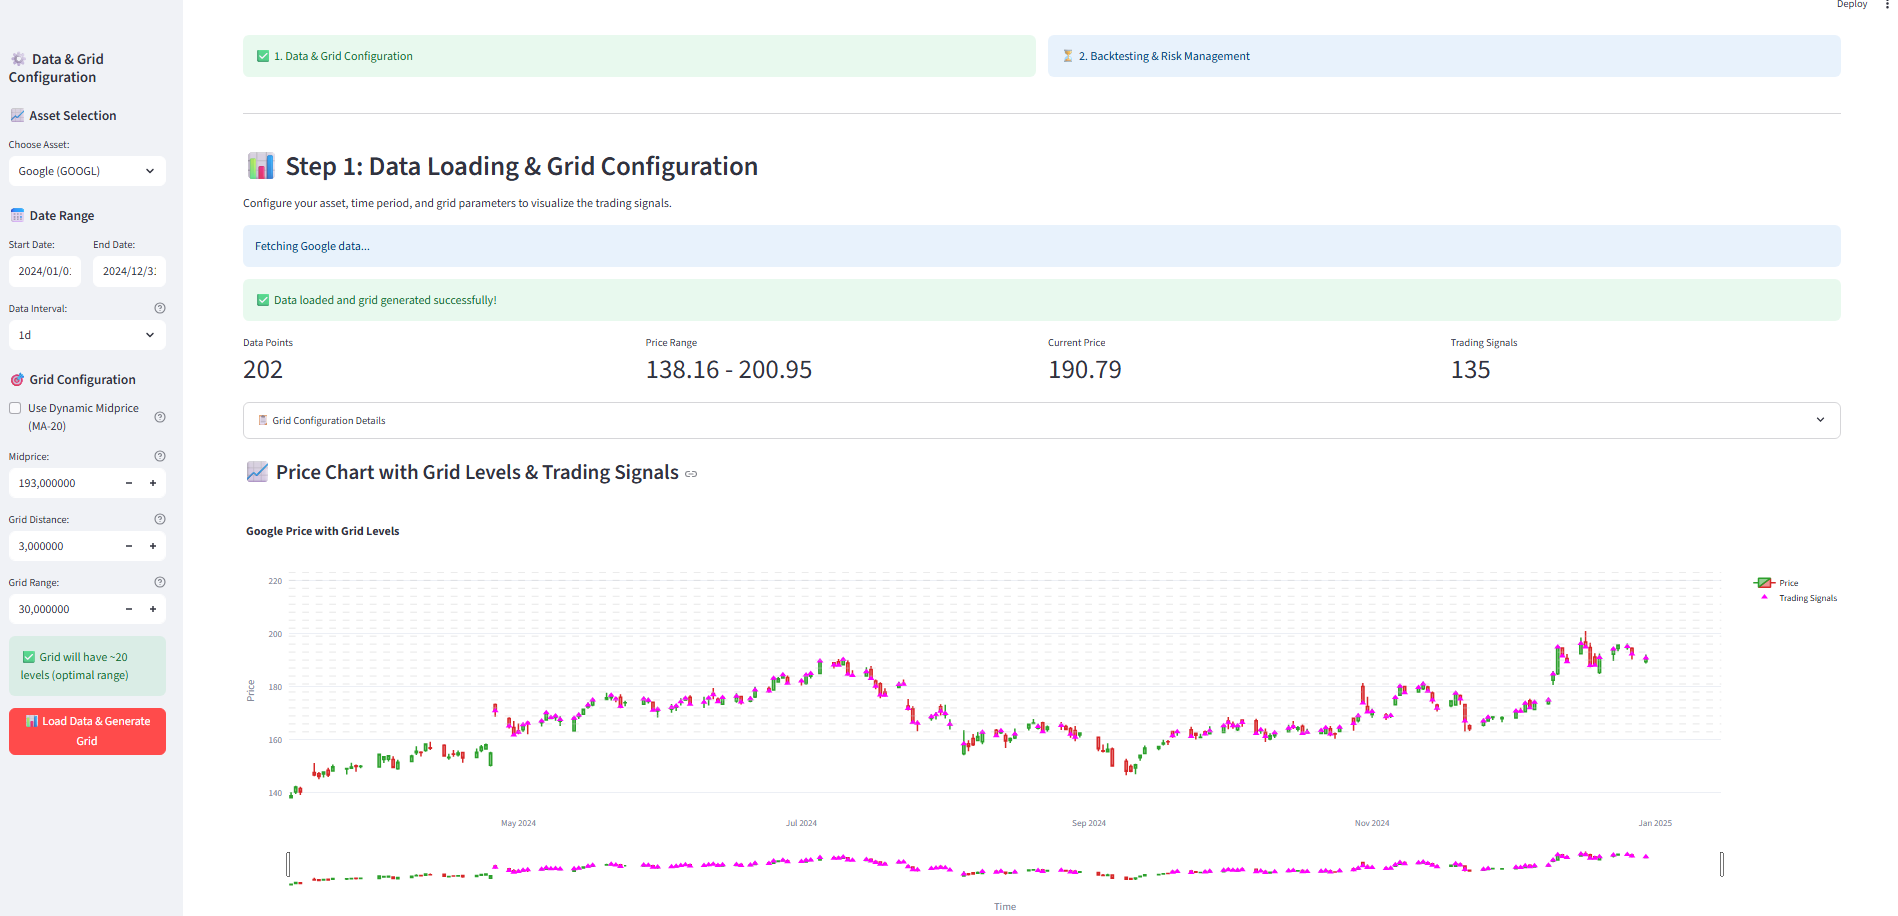 Deploy
Data & Grid
Configuration
Asset Selection
Choose Asset:
Google (GOOGL)
Date Range
Start Date:
End Date:
2024/01/0
2024/12/3
Data Interval:
1d
Grid Configuration
Use Dynamic Midprice
(MA-20)
Midprice:
193,000000
Grid Distance:
3,000000
Grid Range:
30,000000
Grid will have ~20
levels (optimal range)
Load Data & Generate
Grid
1. Data & Grid Configuration
2. Backtesting & Risk Management
Step 1: Data Loading & Grid Configuration
Configure your asset, time period, and grid parameters to visualize the trading signals.
Fetching Google data...
Data loaded and grid generated successfully!
Data Points
202
Price Range
138.16 - 200.95
Current Price
190.79
Trading Signals
135
Grid Configuration Details
Price Chart with Grid Levels & Trading Signals
Google Price with Grid Levels
220
200
180
160
140
Price
Price
Trading Signals
May 2024
Jul 2024
Sep 2024
Nov 2024
Jan 2025
Time